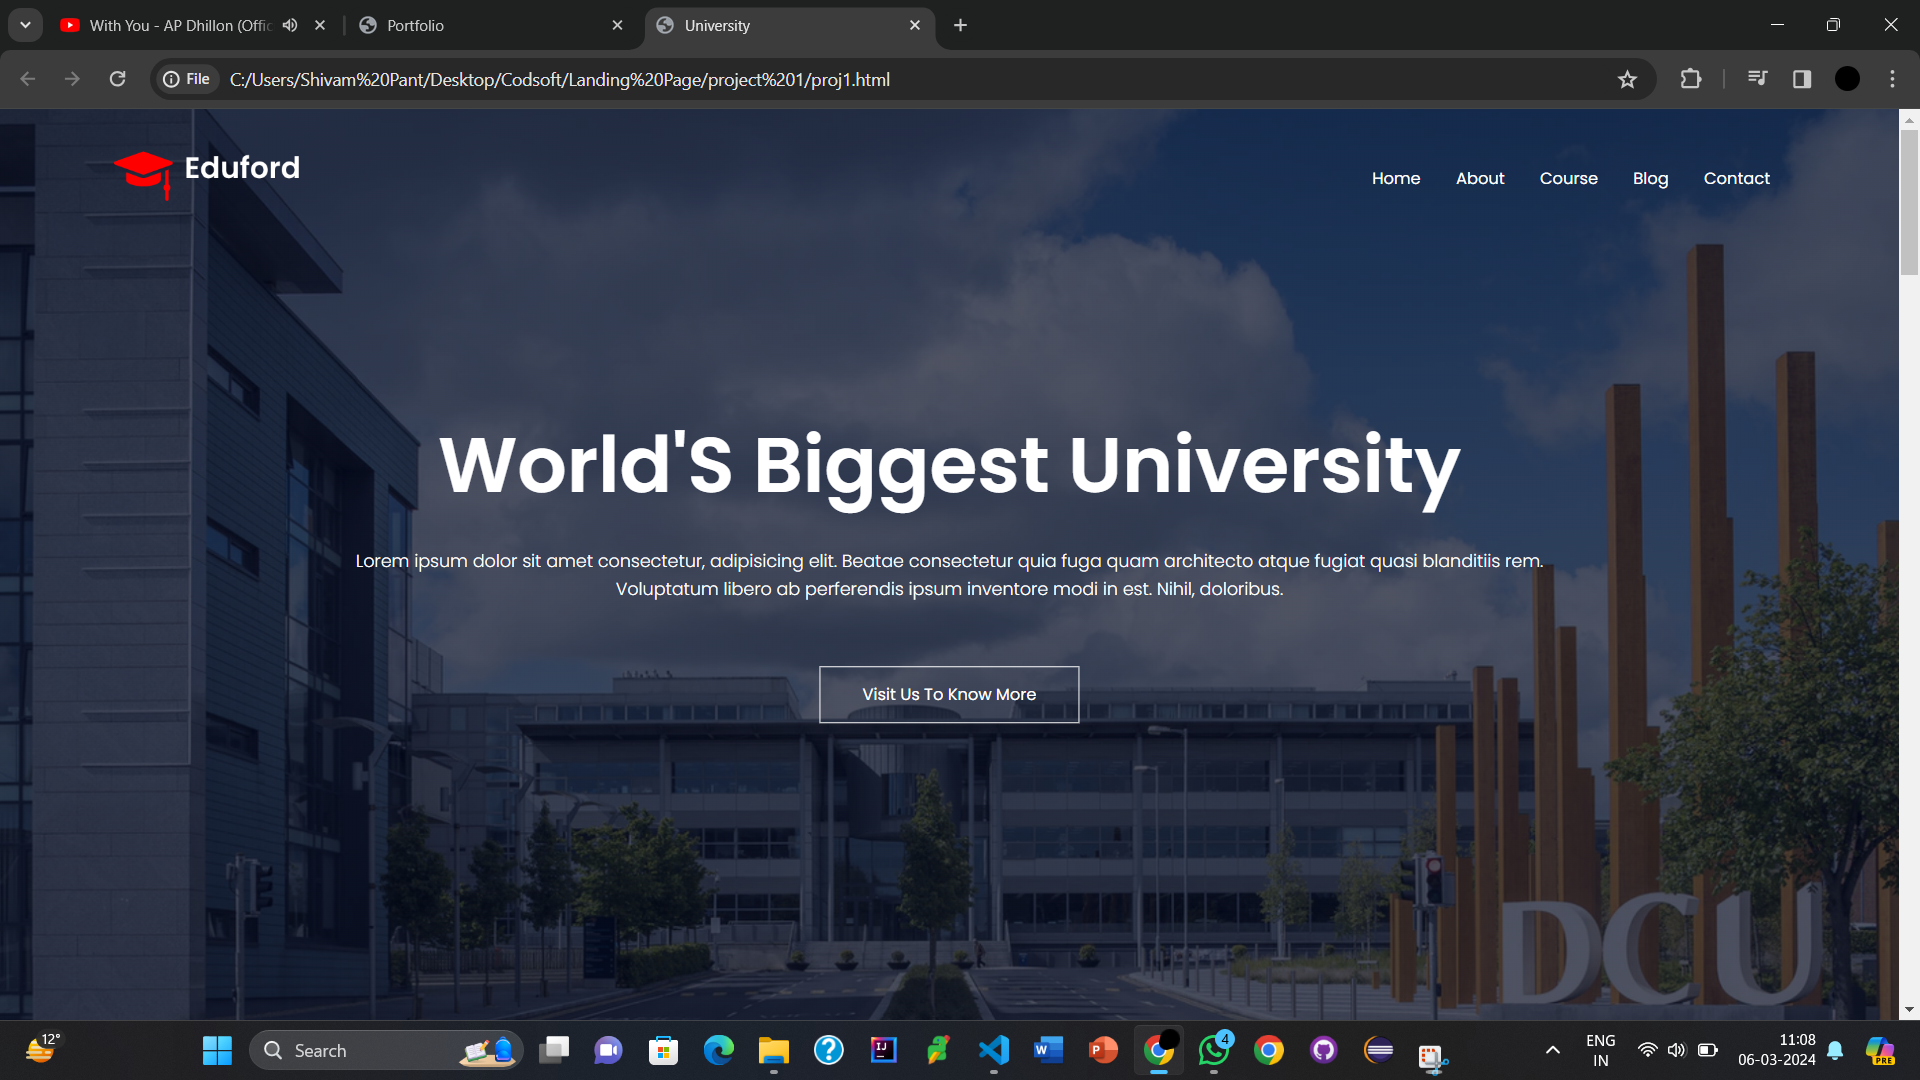 With You - AP Dhillon (Offic
Portfolio
University
File
C:/Users/Shivam%20Pant/Desktop/Codsoft/Landing%20Page/project%201/proj1.html
Eduford
Home
About
Course
Blog
Contact
World'S Biggest University
Lorem ipsum dolor sit amet consectetur, adipisicing elit. Beatae consectetur quia fuga quam architecto atque fugiat quasi blanditiis rem.
Voluptatum libero ab perferendis ipsum inventore modi in est. Nihil, doloribus.
Visit Us To Know More
DCU
12°
Search
IJ
W
P
4
ENG
IN
11:08
06-03-2024
PRE